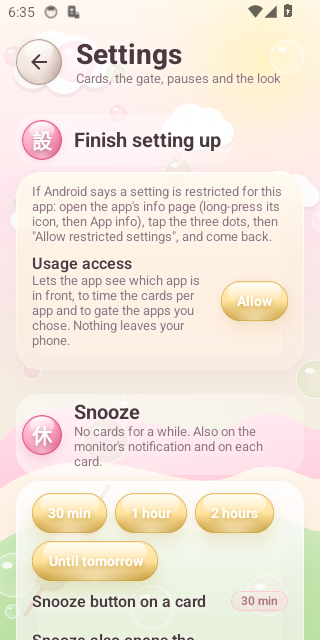 6:35
Settings
Cards, the gate, pauses and the look
設
Finish setting up
If Android says a setting is restricted for this
app: open the app's info page (long-press its
icon, then App info), tap the three dots, then
"Allow restricted settings", and come back.
Usage access
Lets the app see which app is
in front, to time the cards per
app and to gate the apps you
chose. Nothing leaves your
phone.
Allow
休
Snooze
No cards for a while. Also on the
monitor's notification and on each
card.
30 min
1 hour
2 hours
Until tomorrow
Snooze button on a card
30 min
Snooze also opens the